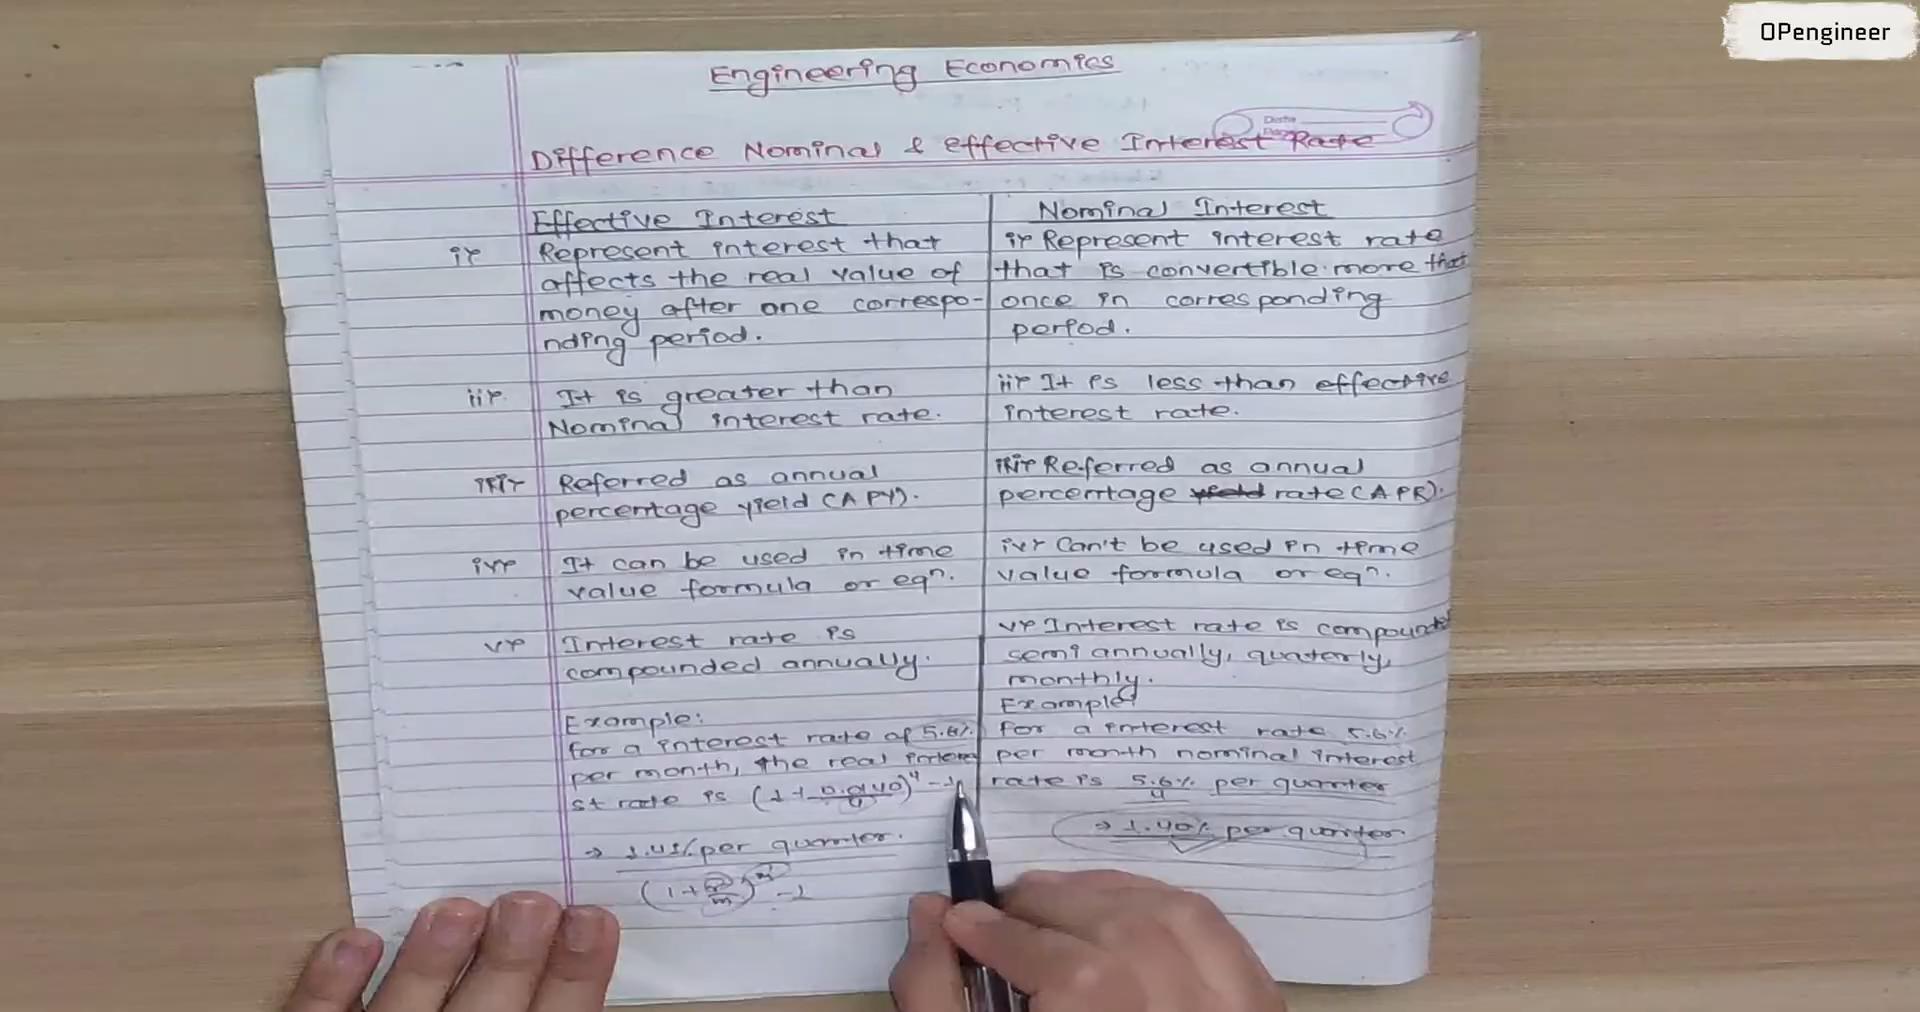 OPengineer
Engineering Economics
Difference Nominal & effective Interest Rate
Effective Interest
i> Represent interest that
affects the real value of
money after one correspo-
nding period.
ii> It is greater than
Nominal interest rate.
iii> Referred as annual
percentage yield (APY).
iv> It can be used in time
value formula or eqn.
v> Interest rate is
compounded annually.
Example:
for a interest rate of 5.6%
per month, the real intere
st rate is
per quarter.
(1+r/m)^m -1
Nominal Interest
i> Represent interest rate
that is convertible more that
once in corresponding
period.
ii> It is less than effective
interest rate.
iii> Referred as annual
percentage yield rate (APR).
iv> Can't be used in time
value formula or eqn.
v> Interest rate is compounded
semi annually, quaterly,
monthly.
Example:
for a interest rate 5.6%
per month nominal interest
rate is 5.6%/4 per quarter
→ 1.40% per quarter